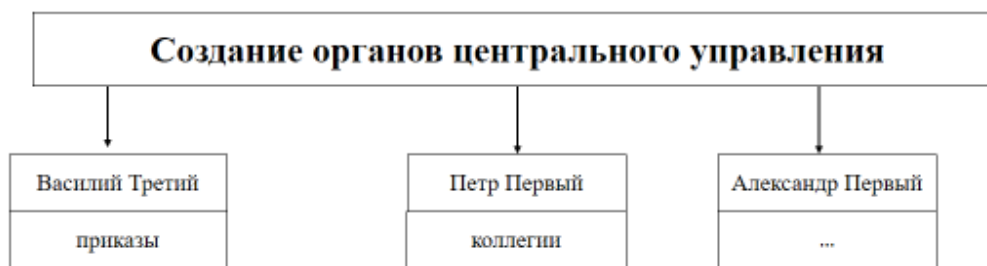 Создание органов центрального управления
Василий Третий
Петр Первый
Александр Первый
приказы
коллегии
...